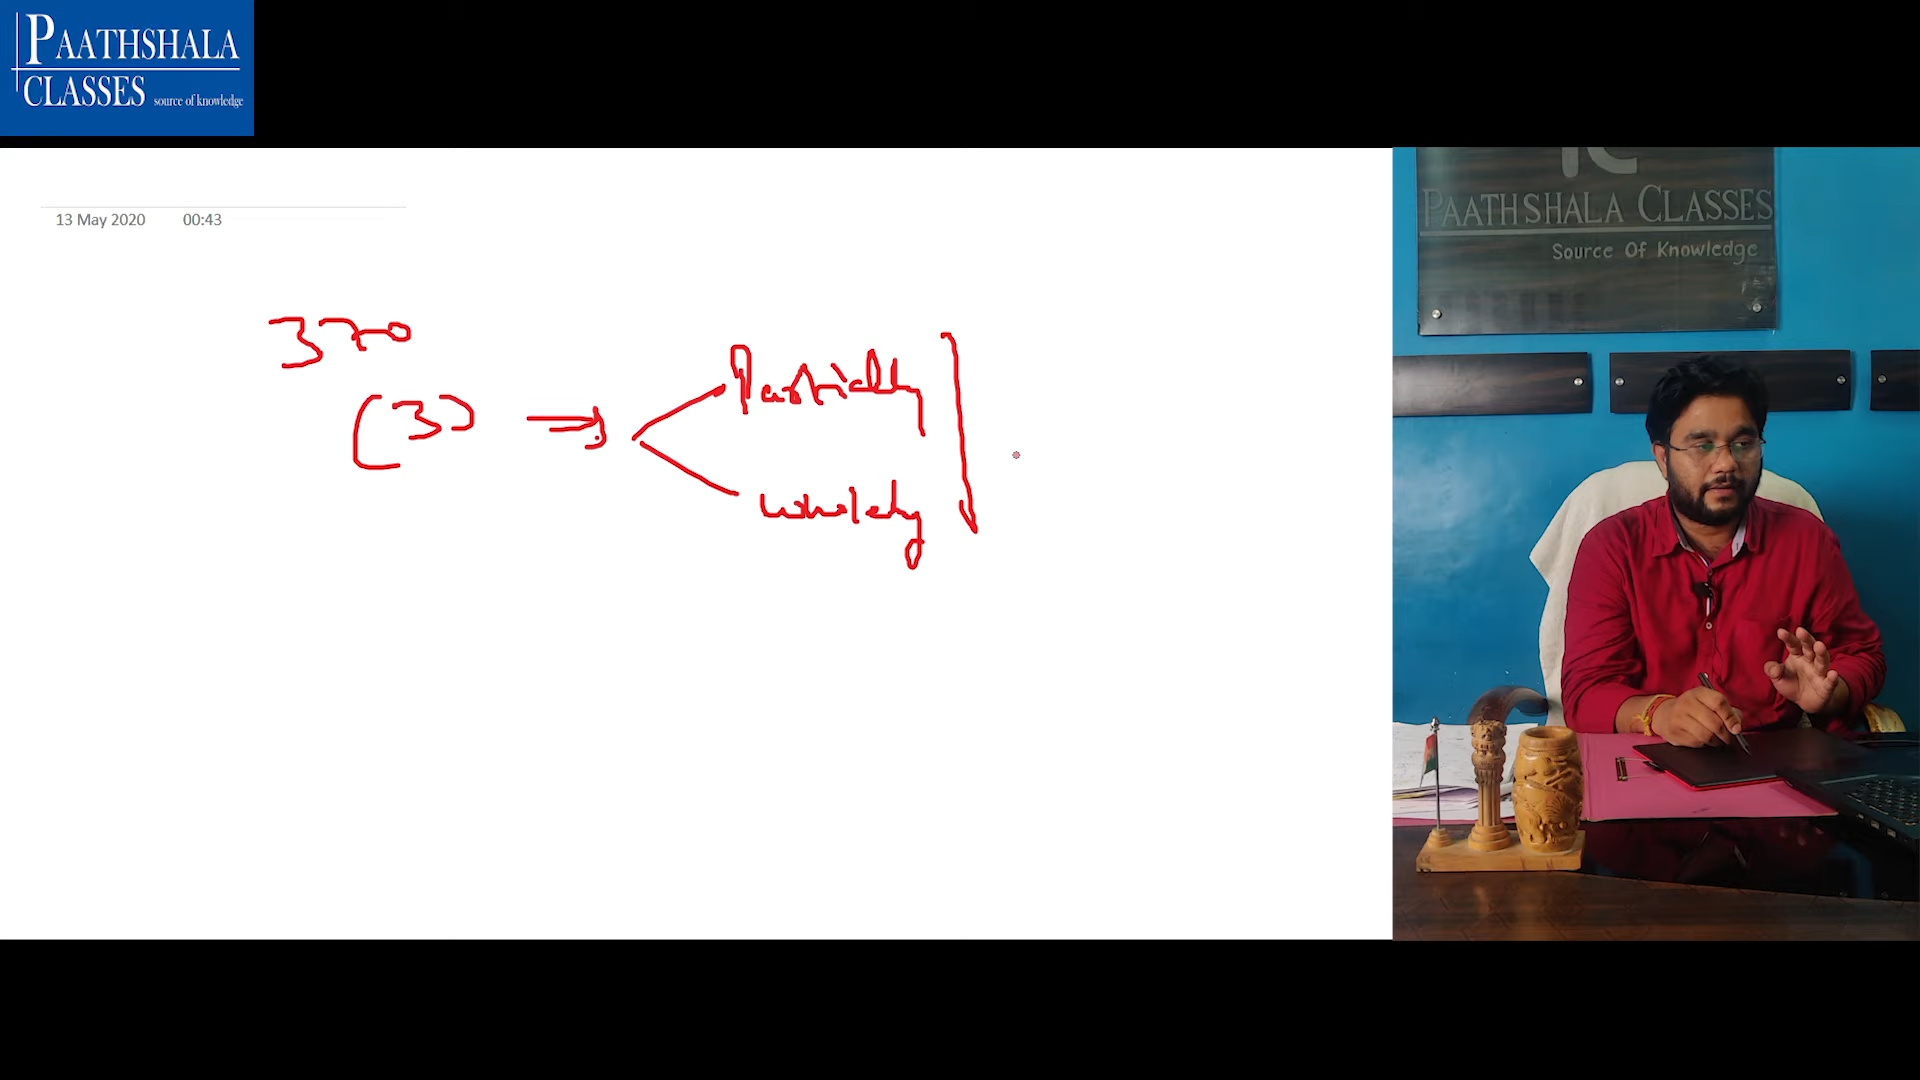 PAATHSHALA
CLASSES source of knowledge
13 May 2020 00:43
370
(3)
Partially
wholely
PAATHSHALA CLASSES
Source Of Knowledge